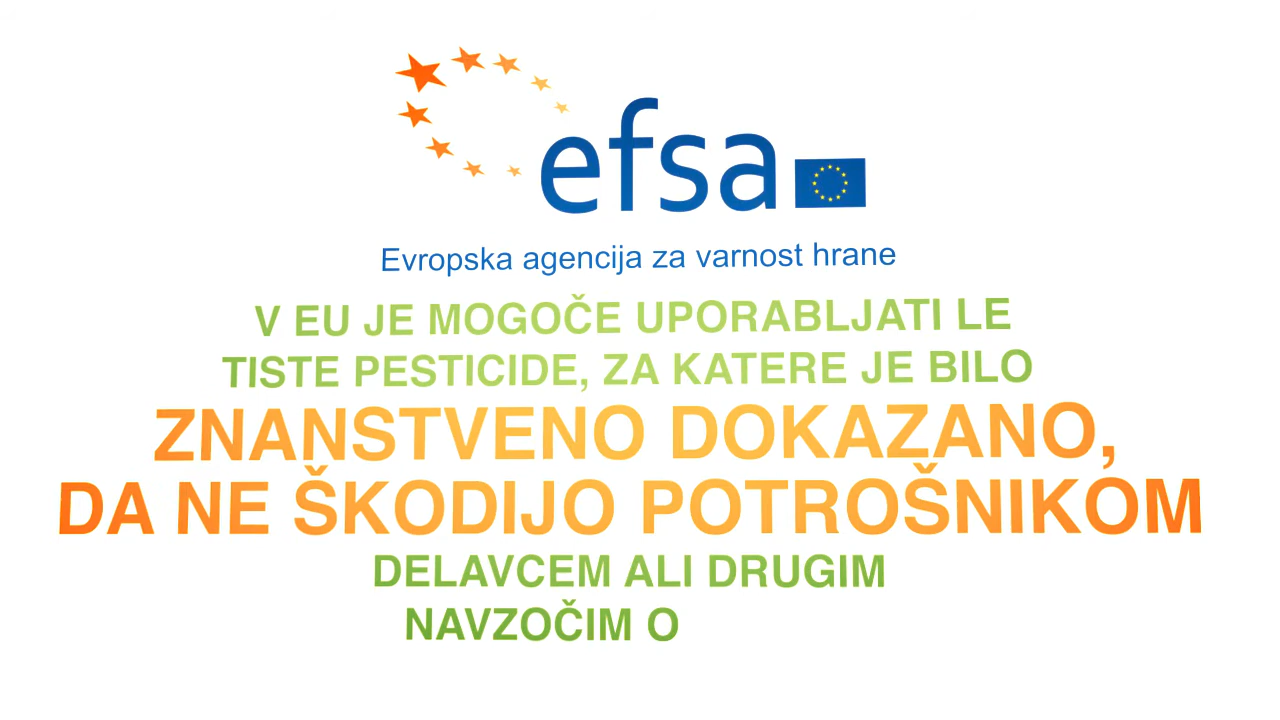 efsa
Evropska agencija za varnost hrane
V EU JE MOGOČE UPORABLJATI LE
TISTE PESTICIDE, ZA KATERE JE BILO
ZNANSTVENO DOKAZANO,
DA NE ŠKODIJO POTROŠNIKOM
DELAVCEM ALI DRUGIM
NAVZOČIM O